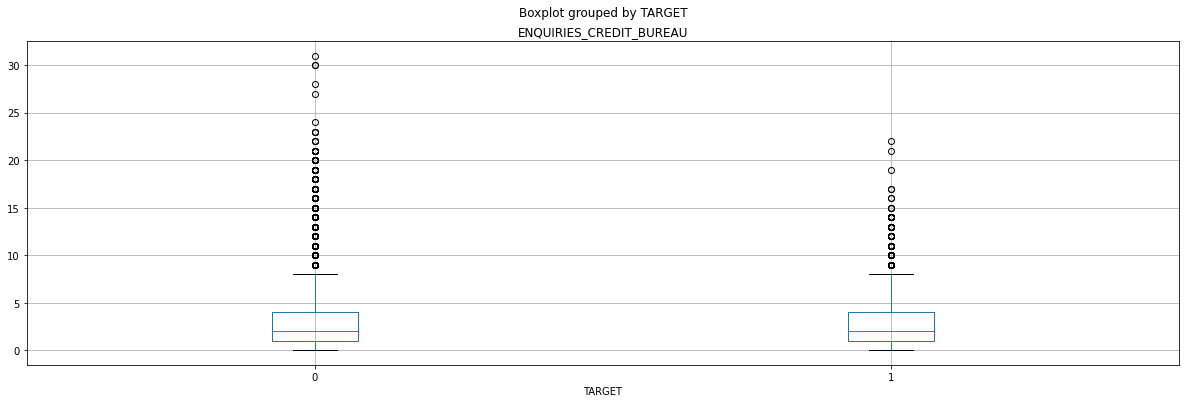 Boxplot grouped by TARGET
ENQUIRIES_CREDIT_BUREAU
30
25
20
15
10
5
0
0 1
TARGET